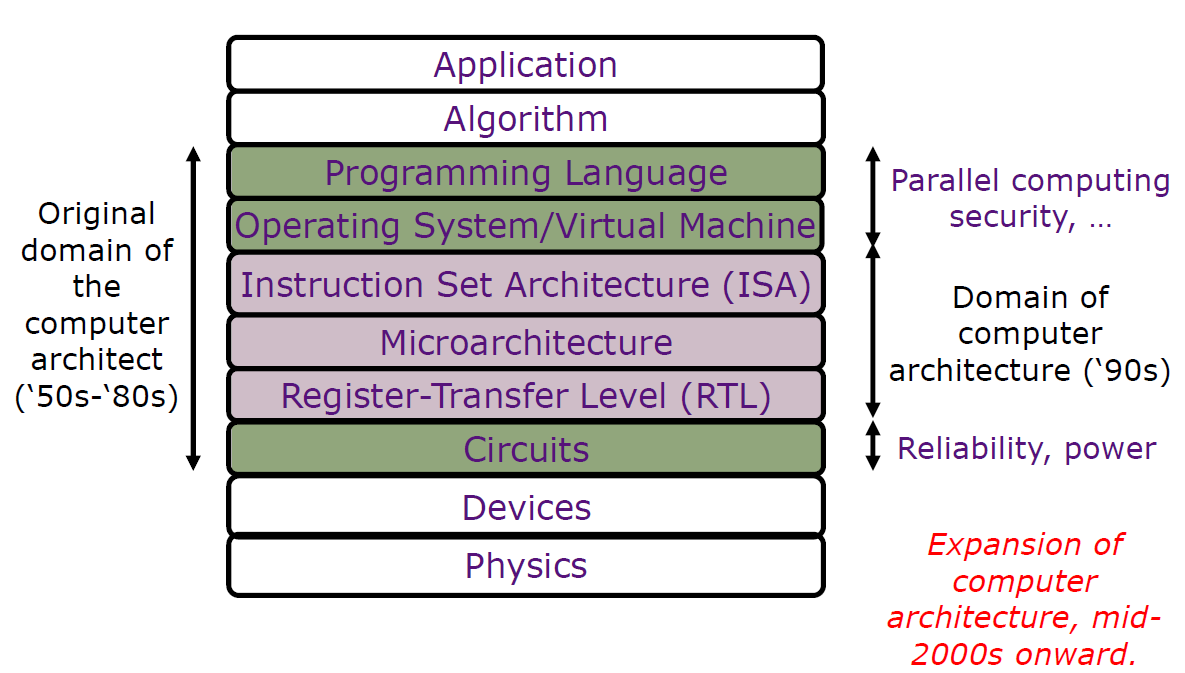 Application
Algorithm
Programming Language
Operating System/Virtual Machine
Instruction Set Architecture (ISA)
Microarchitecture
Register-Transfer Level (RTL)
Circuits
Devices
Physics
Original
domain of
the
computer
architect
(‘50s-‘80s)
Parallel computing
security, …
Domain of
computer
architecture (‘90s)
Reliability, power
Expansion of
computer
architecture, mid-
2000s onward.